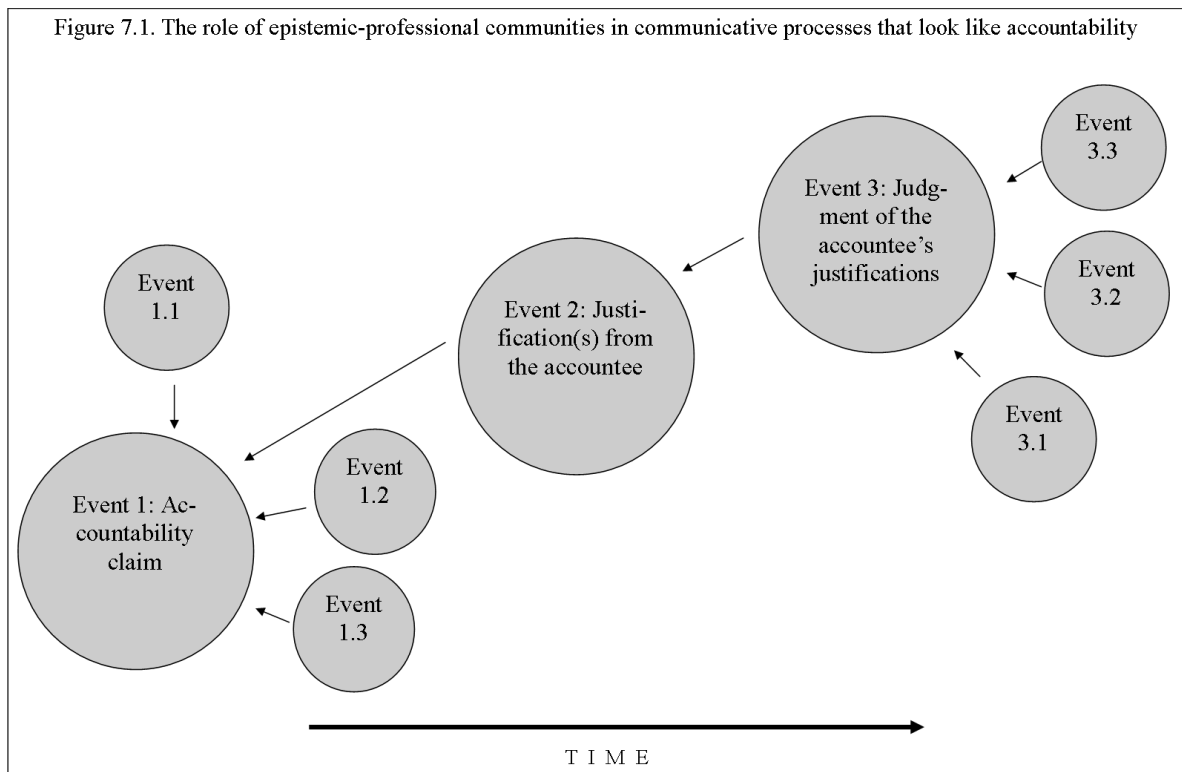 Figure 7.1. The role of epistemic-professional communities in communicative processes that look like accountability
Event
3.3
Event 3: Judg-
ment of the
accountee’s
justifications
Event
1.1
Event
3.2
Event 2: Justi-
fication(s) from
the accountee
Event
3.1
Event
1.2
Event 1: Ac-
countability
claim
Event
1.3
T I M E